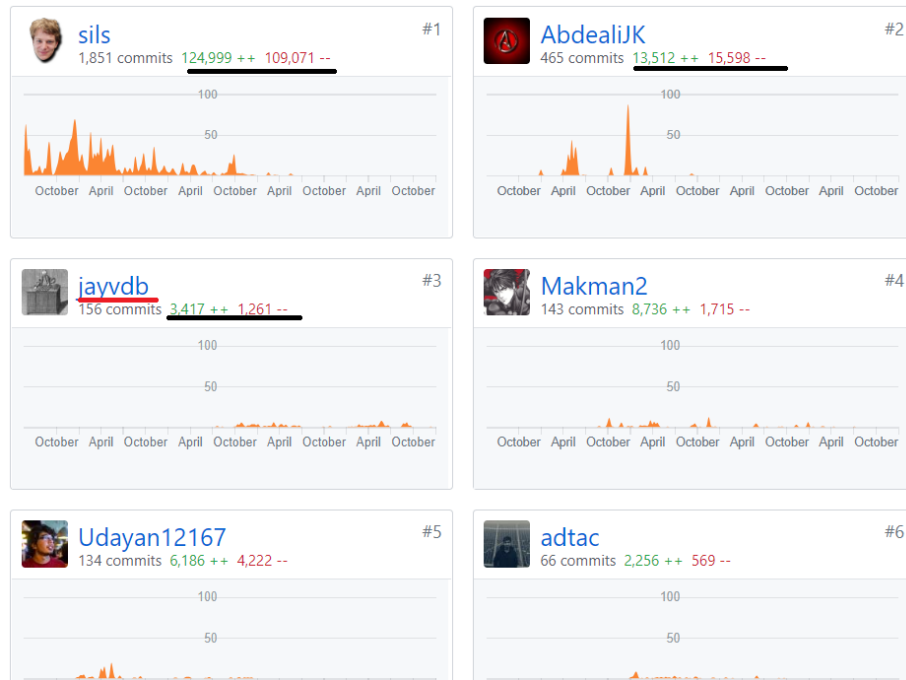 sils #1
1,851 commits 124,999 ++ 109,071 --
100
50
October April October April October April October April October
AbdealiJK #2
465 commits 13,512 ++ 15,598 --
100
50
October April October April October April October April October
jayvdb #3
156 commits 3,417 ++ 1,261 --
100
50
October April October April October April October April October
Makman2 #4
143 commits 8,736 ++ 1,715 --
100
50
October April October April October April October April October
Udayan12167 #5
134 commits 6,186 ++ 4,222 --
100
50
adtac #6
66 commits 2,256 ++ 569 --
100
50